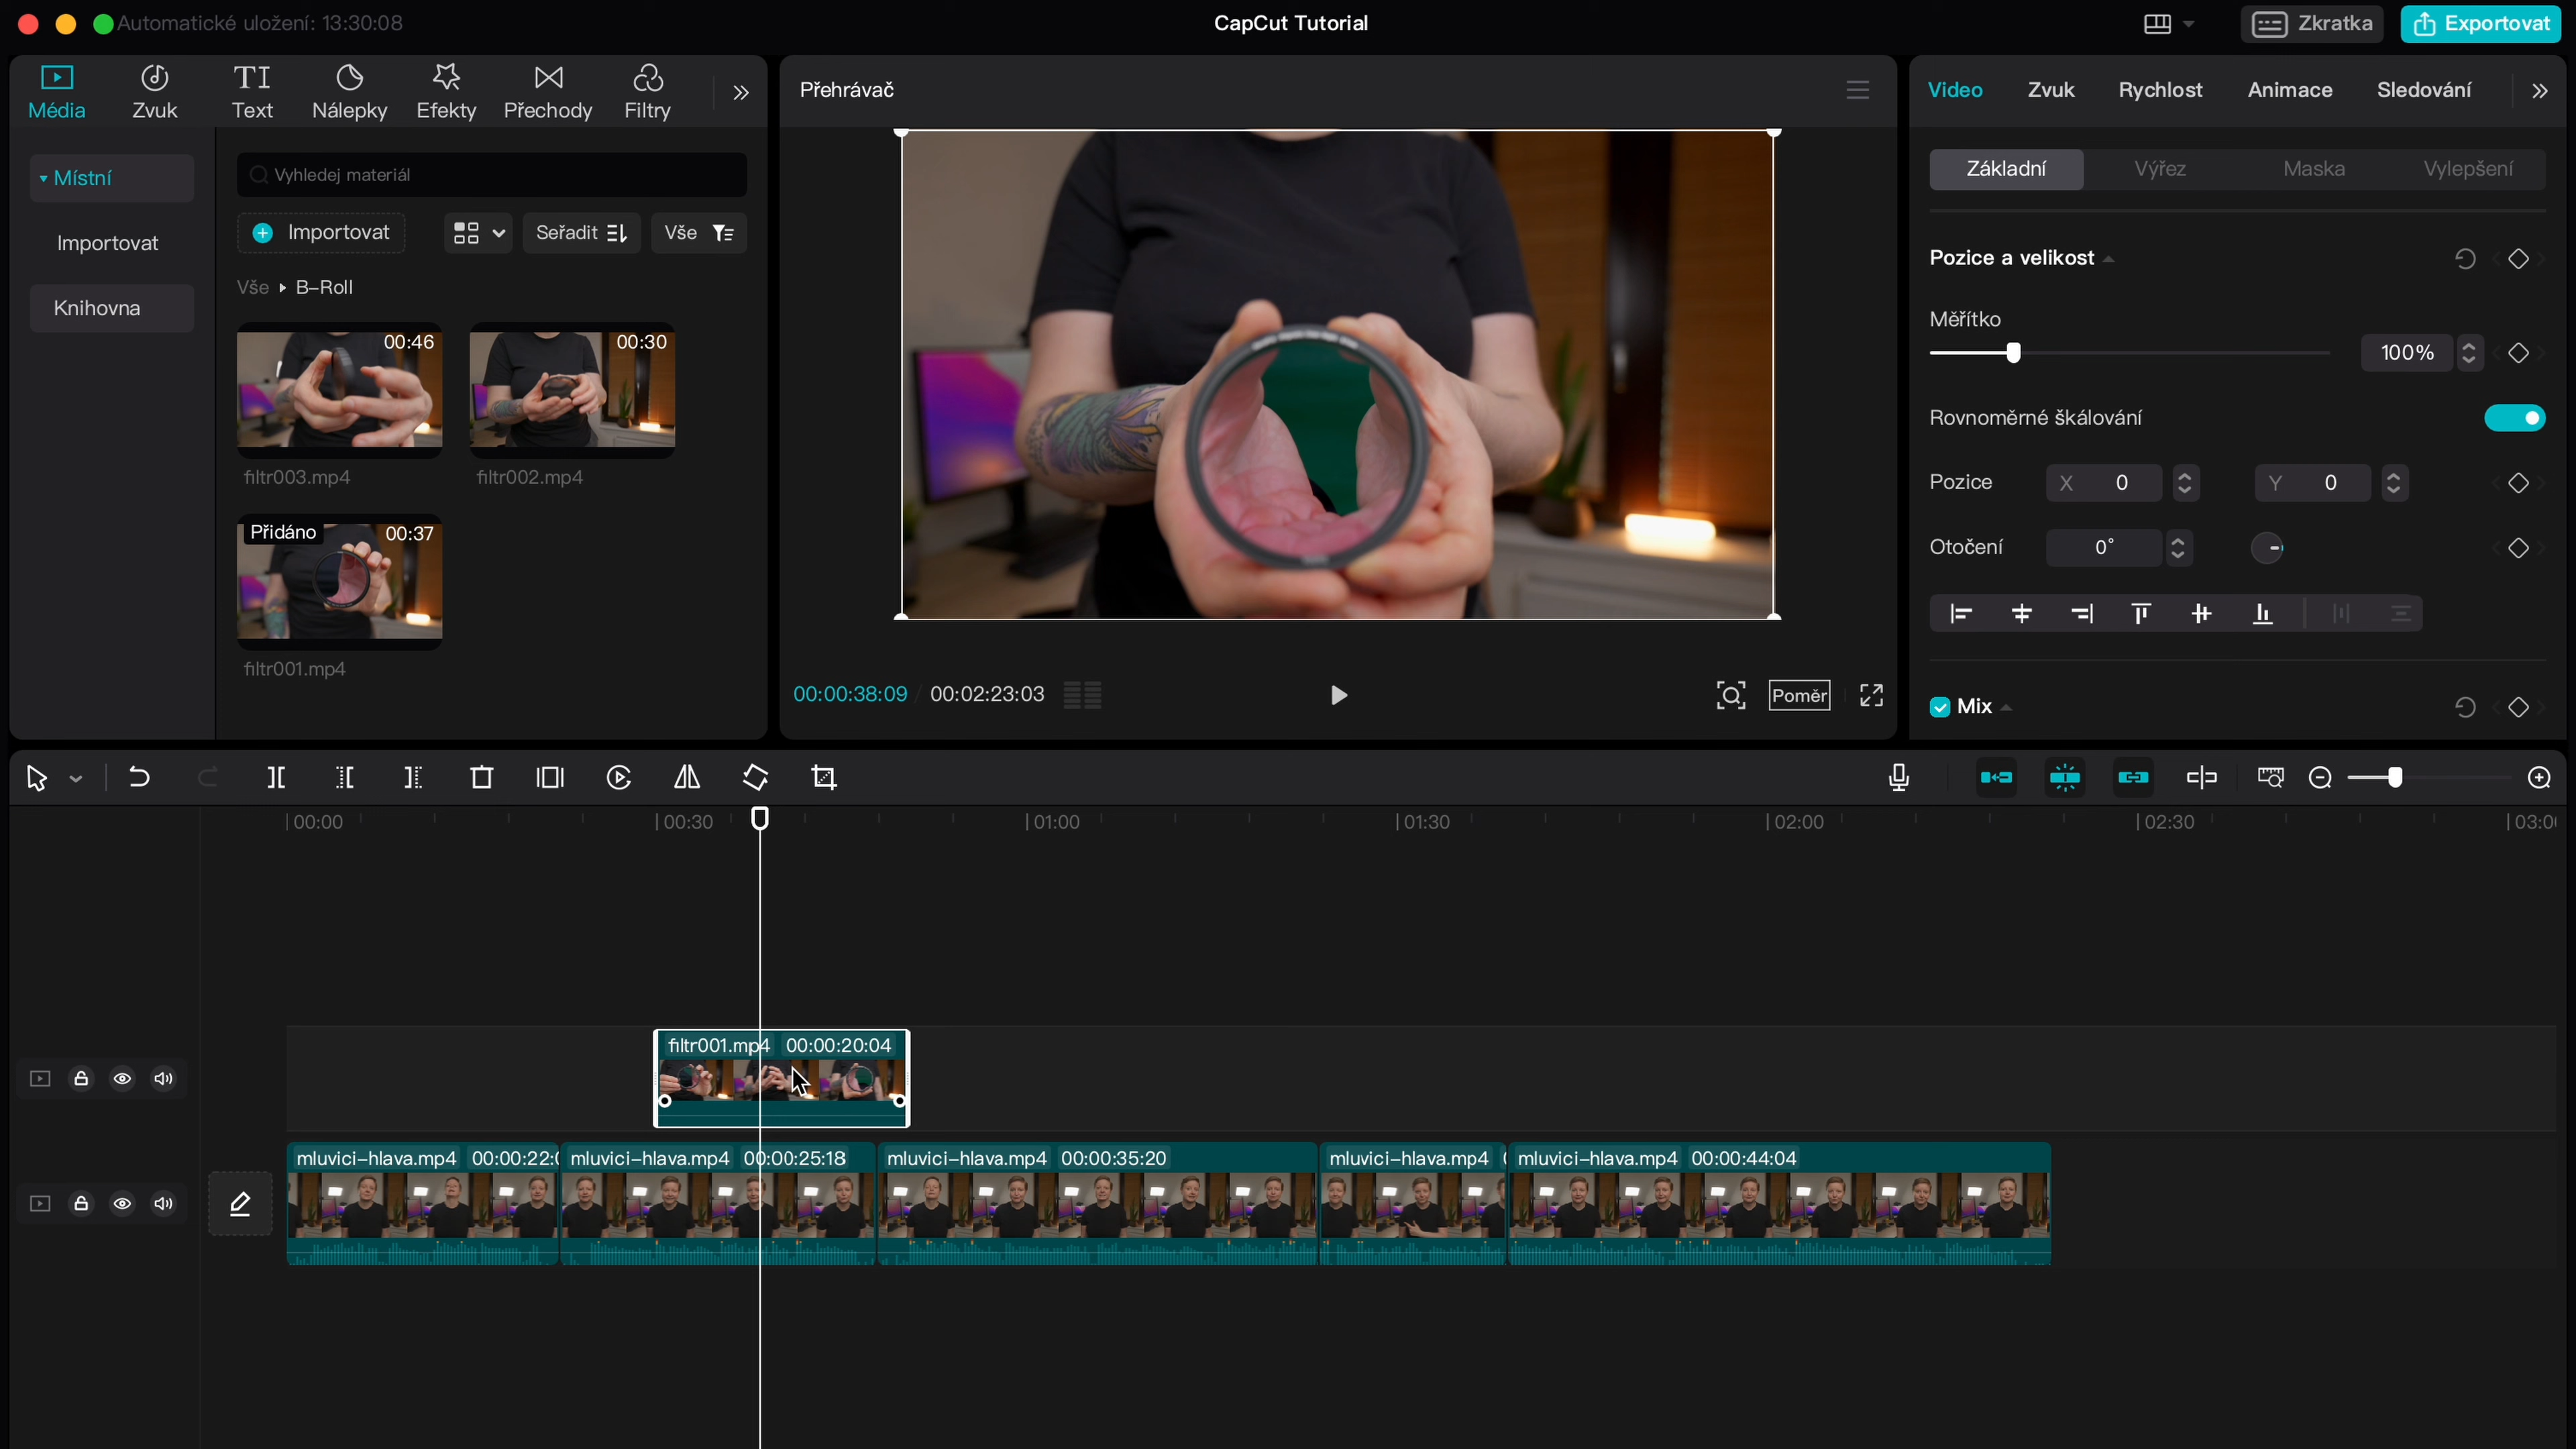 Automatické uložení: 13:30:08
CapCut Tutorial
Zkratka
Exportovat
Média
Zvuk
Text
Nálepky
Efekty
Přechody
Filtry
Místní
Importovat
Knihovna
Vyhledej materiál
Importovat
Seřadit
Vše
Vše B-Roll
00:46
00:30
filtr003.mp4
filtr002.mp4
Přidáno
00:37
filtr001.mp4
Přehrávač
00:00:38:09 / 00:02:23:03
Poměr
Video
Zvuk
Rychlost
Animace
Sledování
Základní
Výřez
Maska
Vylepšení
Pozice a velikost
Měřítko
100%
Rovnoměrné škálování
Pozice
X 0
Y 0
Otočení
0°
Mix
00:00
00:30
01:00
01:30
02:00
02:30
filtr001.mp4 00:00:20:04
mluvici-hlava.mp4
mluvici-hlava.mp4 00:00:25:18
mluvici-hlava.mp4 00:00:35:20
mluvici-hlava.mp4
mluvici-hlava.mp4 00:00:44:04